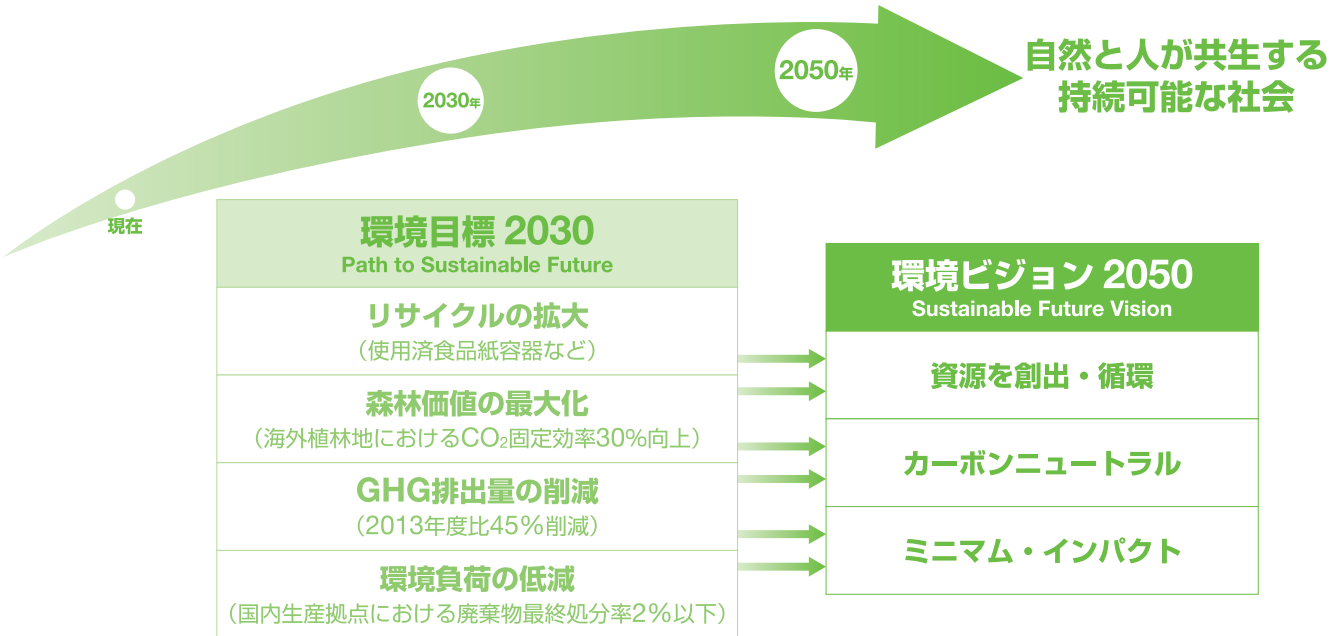 自然と人が共生する
持続可能な社会
2050年
2030年
現在
環境目標 2030
Path to Sustainable Future
リサイクルの拡大
（使用済食品紙容器など）
森林価値の最大化
（海外植林地におけるCO₂固定効率30%向上）
GHG排出量の削減
（2013年度比45%削減）
環境負荷の低減
（国内生産拠点における廃棄物最終処分率2%以下）
環境ビジョン 2050
Sustainable Future Vision
資源を創出・循環
カーボンニュートラル
ミニマム・インパクト